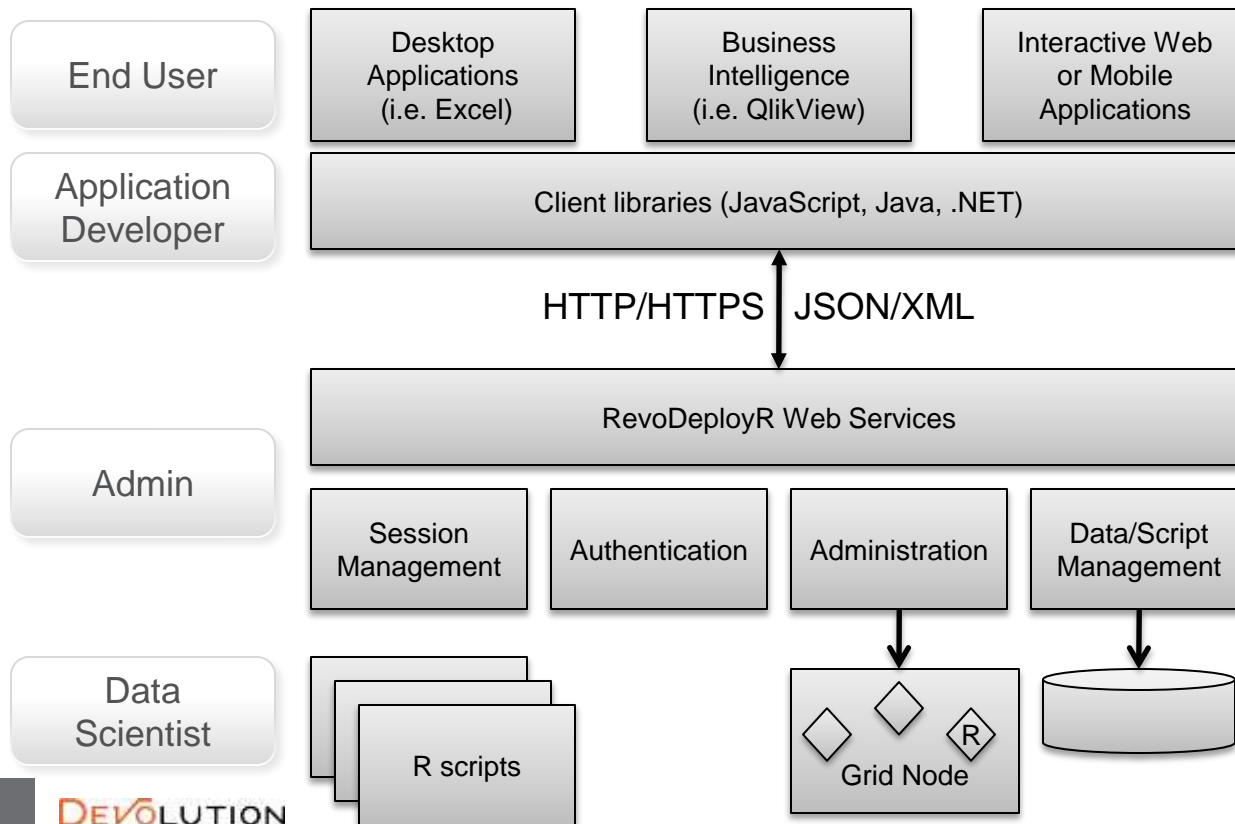 End User
Desktop
Applications
(i.e. Excel)
Business
Intelligence
(i.e. QlikView)
Interactive Web
or Mobile
Applications
Application
Developer
Client libraries (JavaScript, Java, .NET)
HTTP/HTTPS JSON/XML
RevoDeployR Web Services
Admin
Session
Management
Authentication
Administration
Data/Script
Management
Data
Scientist
R scripts
R
Grid Node
DEVOLUTION